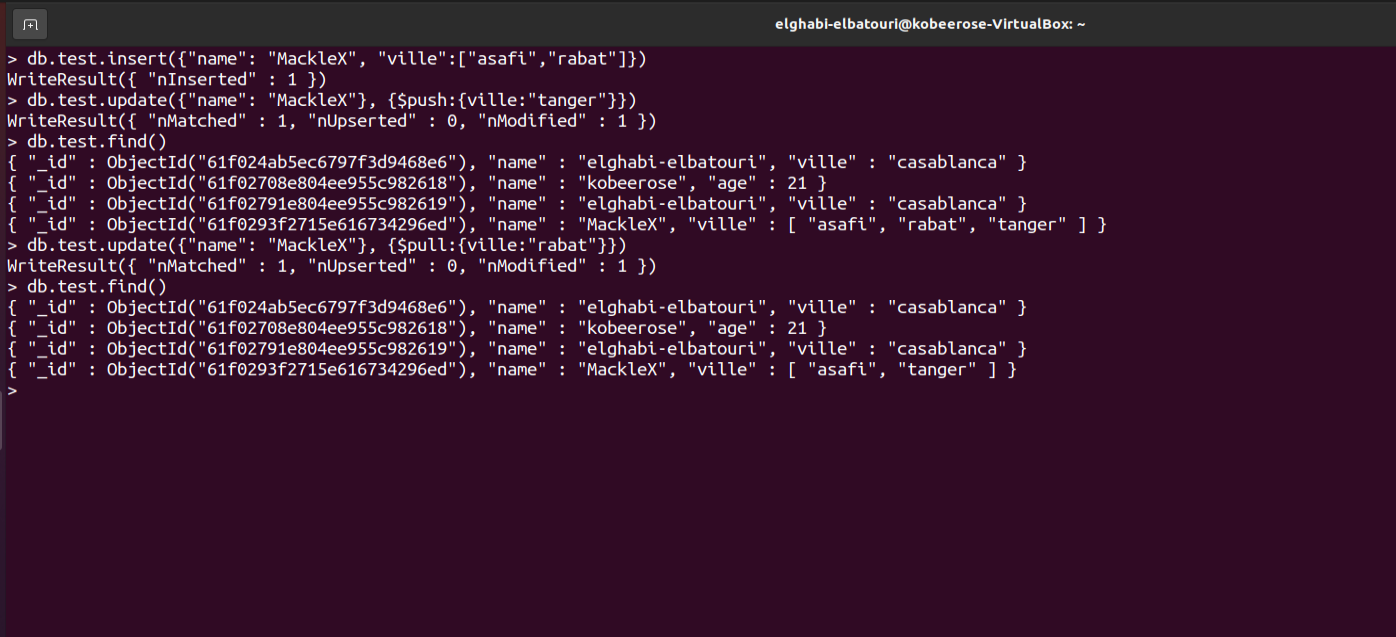 elghabi-elbatouri@kobeerose-VirtualBox: ~
> db.test.insert({"name": "MackleX", "ville":["asafi","rabat"]})
WriteResult({ "nInserted" : 1 })
> db.test.update({"name": "MackleX"}, {$push:{ville:"tanger"}})
WriteResult({ "nMatched" : 1, "nUpserted" : 0, "nModified" : 1 })
> db.test.find()
{ "_id" : ObjectId("61f024ab5ec6797f3d9468e6"), "name" : "elghabi-elbatouri", "ville" : "casablanca" }
{ "_id" : ObjectId("61f02708e804ee955c982618"), "name" : "kobeerose", "age" : 21 }
{ "_id" : ObjectId("61f02791e804ee955c982619"), "name" : "elghabi-elbatouri", "ville" : "casablanca" }
{ "_id" : ObjectId("61f0293f2715e616734296ed"), "name" : "MackleX", "ville" : [ "asafi", "rabat", "tanger" ] }
> db.test.update({"name": "MackleX"}, {$pull:{ville:"rabat"}})
WriteResult({ "nMatched" : 1, "nUpserted" : 0, "nModified" : 1 })
> db.test.find()
{ "_id" : ObjectId("61f024ab5ec6797f3d9468e6"), "name" : "elghabi-elbatouri", "ville" : "casablanca" }
{ "_id" : ObjectId("61f02708e804ee955c982618"), "name" : "kobeerose", "age" : 21 }
{ "_id" : ObjectId("61f02791e804ee955c982619"), "name" : "elghabi-elbatouri", "ville" : "casablanca" }
{ "_id" : ObjectId("61f0293f2715e616734296ed"), "name" : "MackleX", "ville" : [ "asafi", "tanger" ] }
>